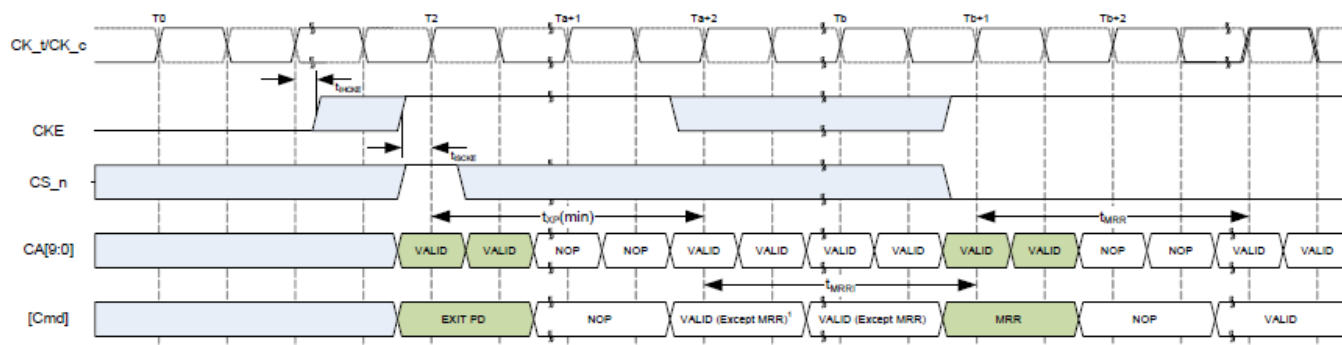 T0 T2 Ta+1 Ta+2 Tb Tb+1 Tb+2
CK_t/CK_c
tIHCKE
CKE
tISCKE
CS_n
tXP(min) tMRR
CA[9:0] VALID VALID NOP NOP VALID VALID VALID VALID VALID VALID NOP NOP VALID VALID
tMRRI
[Cmd] EXIT PD NOP VALID (Except MRR)1 VALID (Except MRR) MRR NOP VALID